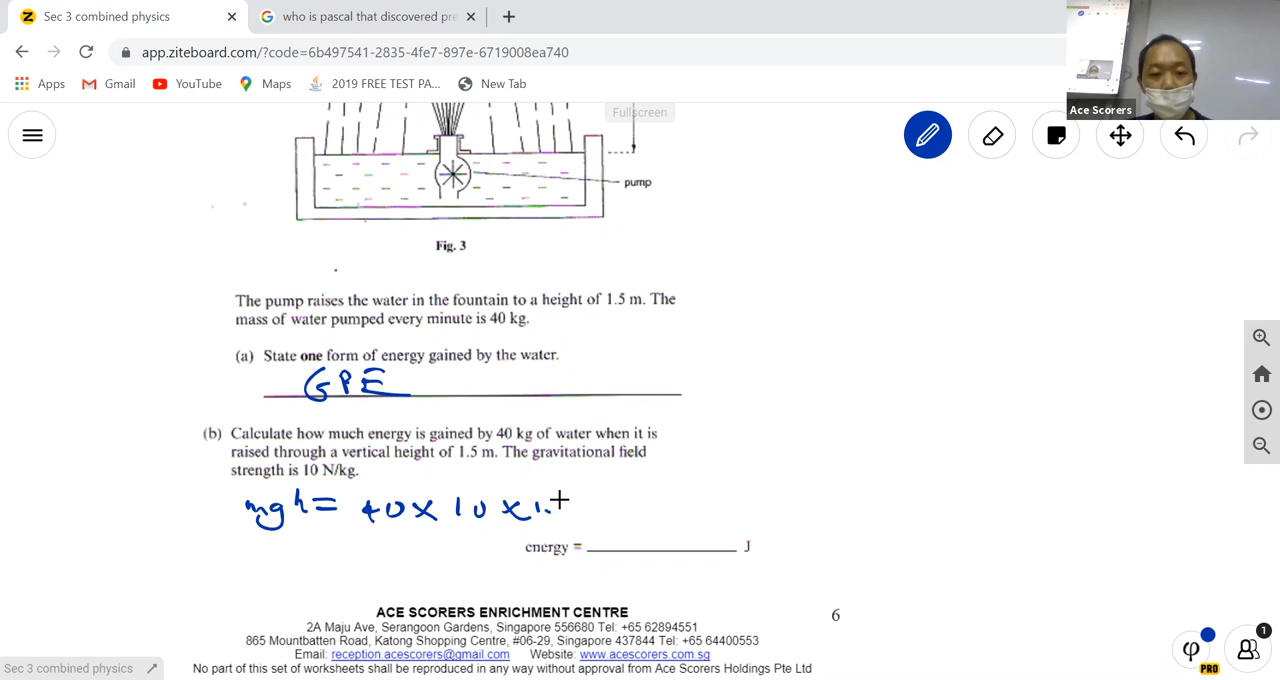 Sec 3 combined physics
who is pascal that discovered pre
app.ziteboard.com/?code=6b497541-2835-4fe7-897e-6719008ea740
Apps Gmail YouTube Maps 2019 FREE TEST PA... New Tab
Ace Scorers
Fullscreen
pump
Fig. 3
The pump raises the water in the fountain to a height of 1.5 m. The
mass of water pumped every minute is 40 kg.
(a) State one form of energy gained by the water.
GPE
(b) Calculate how much energy is gained by 40 kg of water when it is
raised through a vertical height of 1.5 m. The gravitational field
strength is 10 N/kg.
mgh = 40 x 10 x 1.
energy = ____________ J
ACE SCORERS ENRICHMENT CENTRE
2A Maju Ave, Serangoon Gardens, Singapore 556680 Tel: +65 62894551
865 Mountbatten Road, Katong Shopping Centre, #06-29, Singapore 437844 Tel: +65 64400553
Email: reception.acescorers@gmail.com Website: www.acescorers.com.sg
No part of this set of worksheets shall be reproduced in any way without approval from Ace Scorers Holdings Pte Ltd
6
Sec 3 combined physics
φ PRO
1